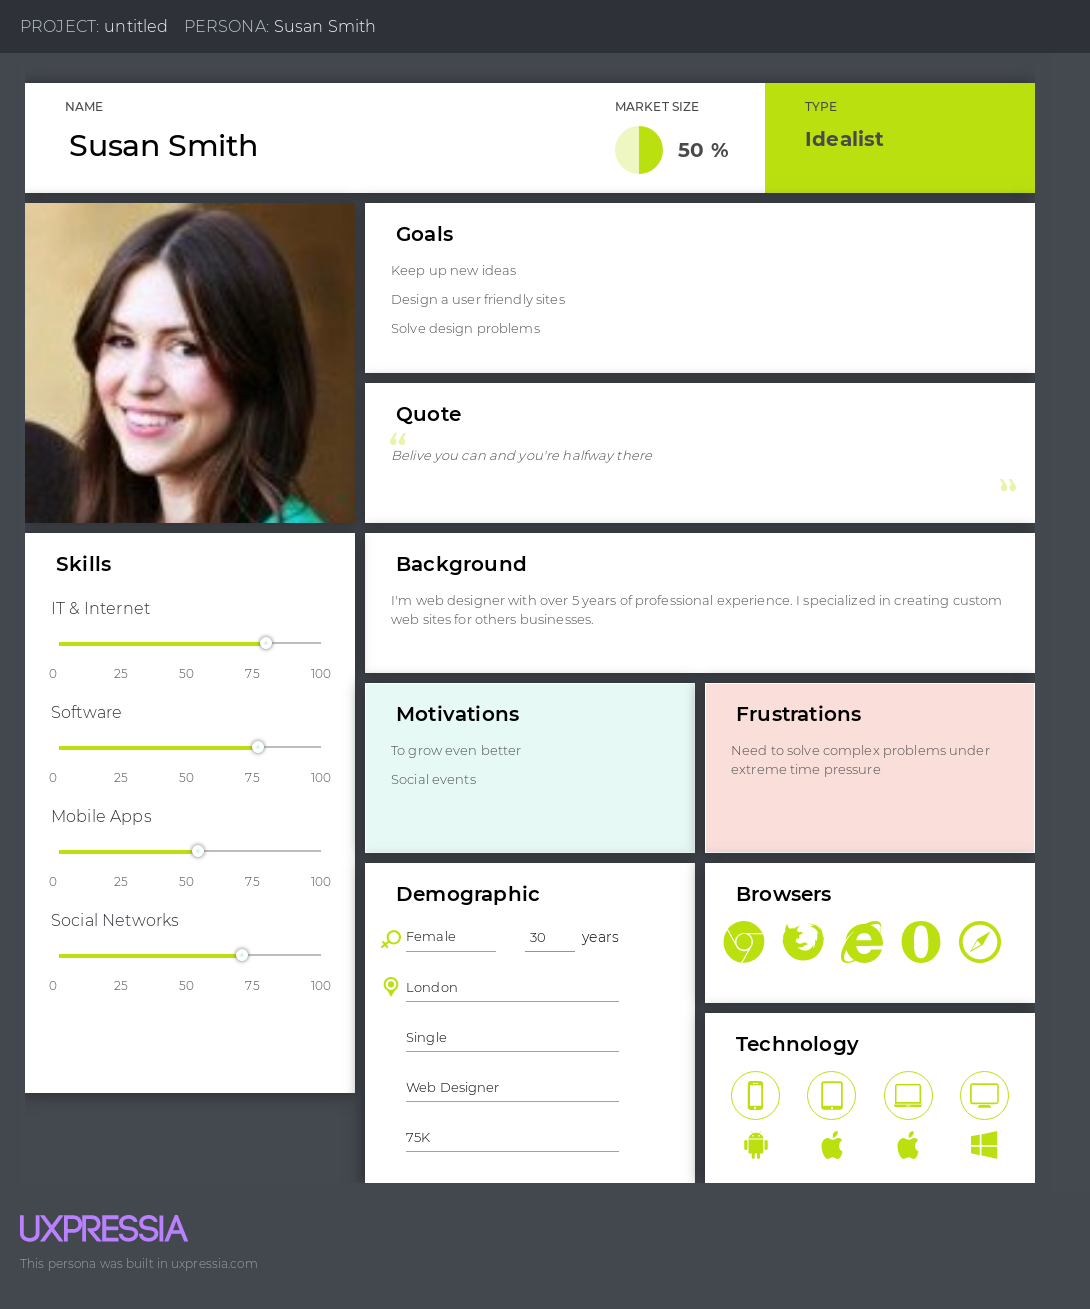 PROJECT: untitled PERSONA: Susan Smith
NAME
Susan Smith
MARKET SIZE
50 %
TYPE
Idealist
Goals
Keep up new ideas
Design a user friendly sites
Solve design problems
Quote
“
Belive you can and you're halfway there
”
Skills
IT & Internet
0 25 50 75 100
Software
0 25 50 75 100
Mobile Apps
0 25 50 75 100
Social Networks
0 25 50 75 100
Background
I'm web designer with over 5 years of professional experience. I specialized in creating custom
web sites for others businesses.
Motivations
To grow even better
Social events
Frustrations
Need to solve complex problems under
extreme time pressure
Demographic
Female 30 years
London
Single
Web Designer
75K
Browsers
Technology
UXPRESSIA
This persona was built in uxpressia.com